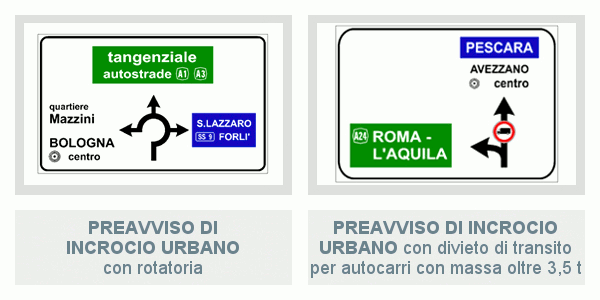 tangenziale
autostrade A1 A3
quartiere
Mazzini
BOLOGNA
centro
S.LAZZARO
SS 9 FORLI'
PREAVVISO DI
INCROCIO URBANO
con rotatoria
PESCARA
AVEZZANO
centro
A24 ROMA -
L'AQUILA
PREAVVISO DI INCROCIO
URBANO con divieto di transito
per autocarri con massa oltre 3,5 t